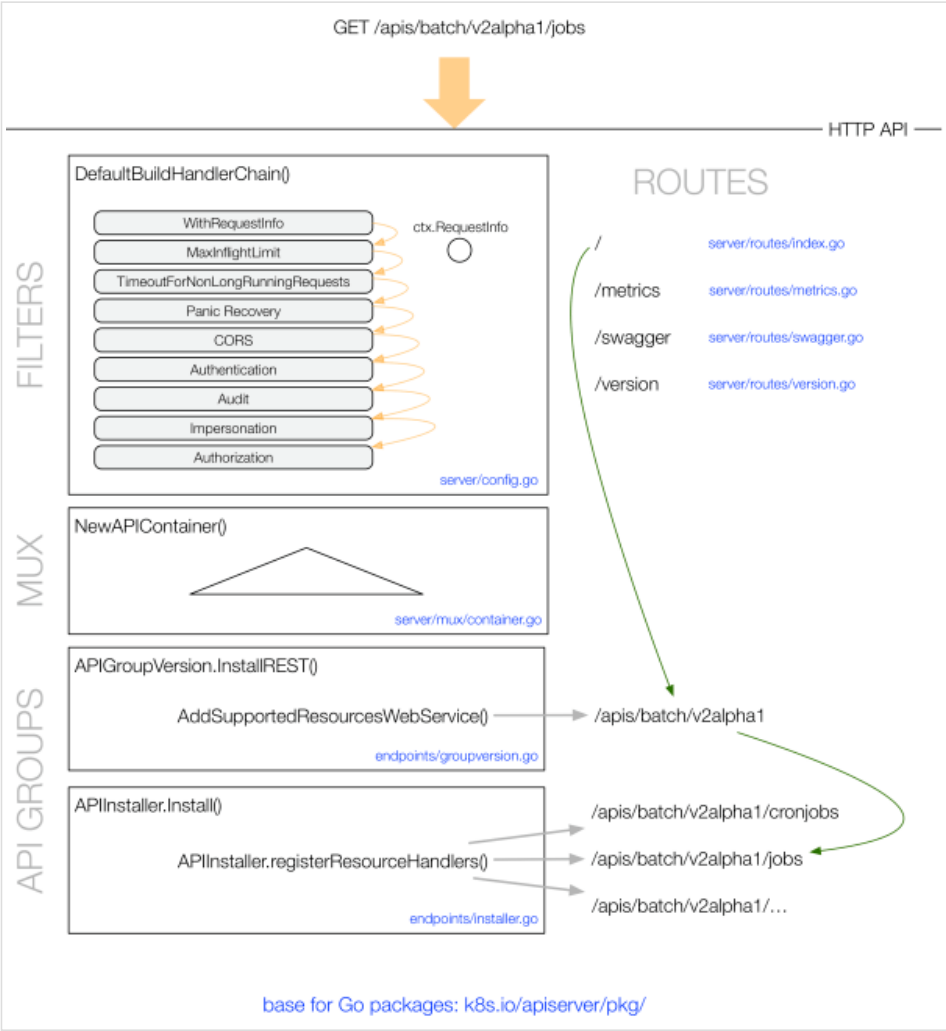 GET /apis/batch/v2alpha1/jobs
HTTP API
FILTERS
DefaultBuildHandlerChain()
WithRequestInfo
MaxInflightLimit
TimeoutForNonLongRunningRequests
Panic Recovery
CORS
Authentication
Audit
Impersonation
Authorization
ctx.RequestInfo
server/config.go
ROUTES
/ server/routes/index.go
/metrics server/routes/metrics.go
/swagger server/routes/swagger.go
/version server/routes/version.go
MUX
NewAPIContainer()
server/mux/container.go
API GROUPS
APIGroupVersion.InstallREST()
AddSupportedResourcesWebService()
/apis/batch/v2alpha1
endpoints/groupversion.go
APIInstaller.Install()
APIInstaller.registerResourceHandlers()
/apis/batch/v2alpha1/cronjobs
/apis/batch/v2alpha1/jobs
/apis/batch/v2alpha1/...
endpoints/installer.go
base for Go packages: k8s.io/apiserver/pkg/